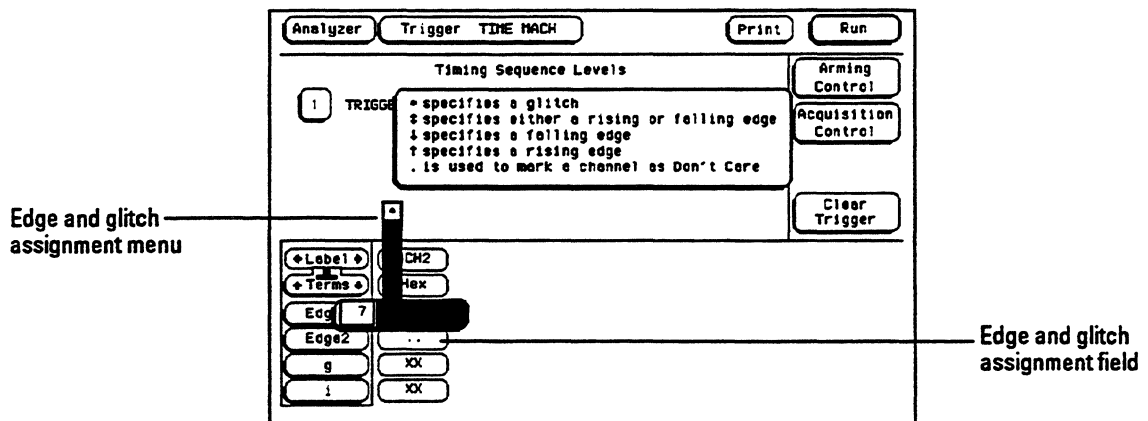 Analyzer Trigger TIME MACH Print Run
Timing Sequence Levels
Arming Control
1 TRIGGE
* specifies a glitch
↕ specifies either a rising or falling edge
↓ specifies a falling edge
↑ specifies a rising edge
. is used to mark a channel as Don't Care
Acquisition Control
Clear Trigger
Edge and glitch
assignment menu
*
←Label→ CH2
←Terms→ Hex
Edg 7
Edge2 ..
g XX
i XX
Edge and glitch
assignment field